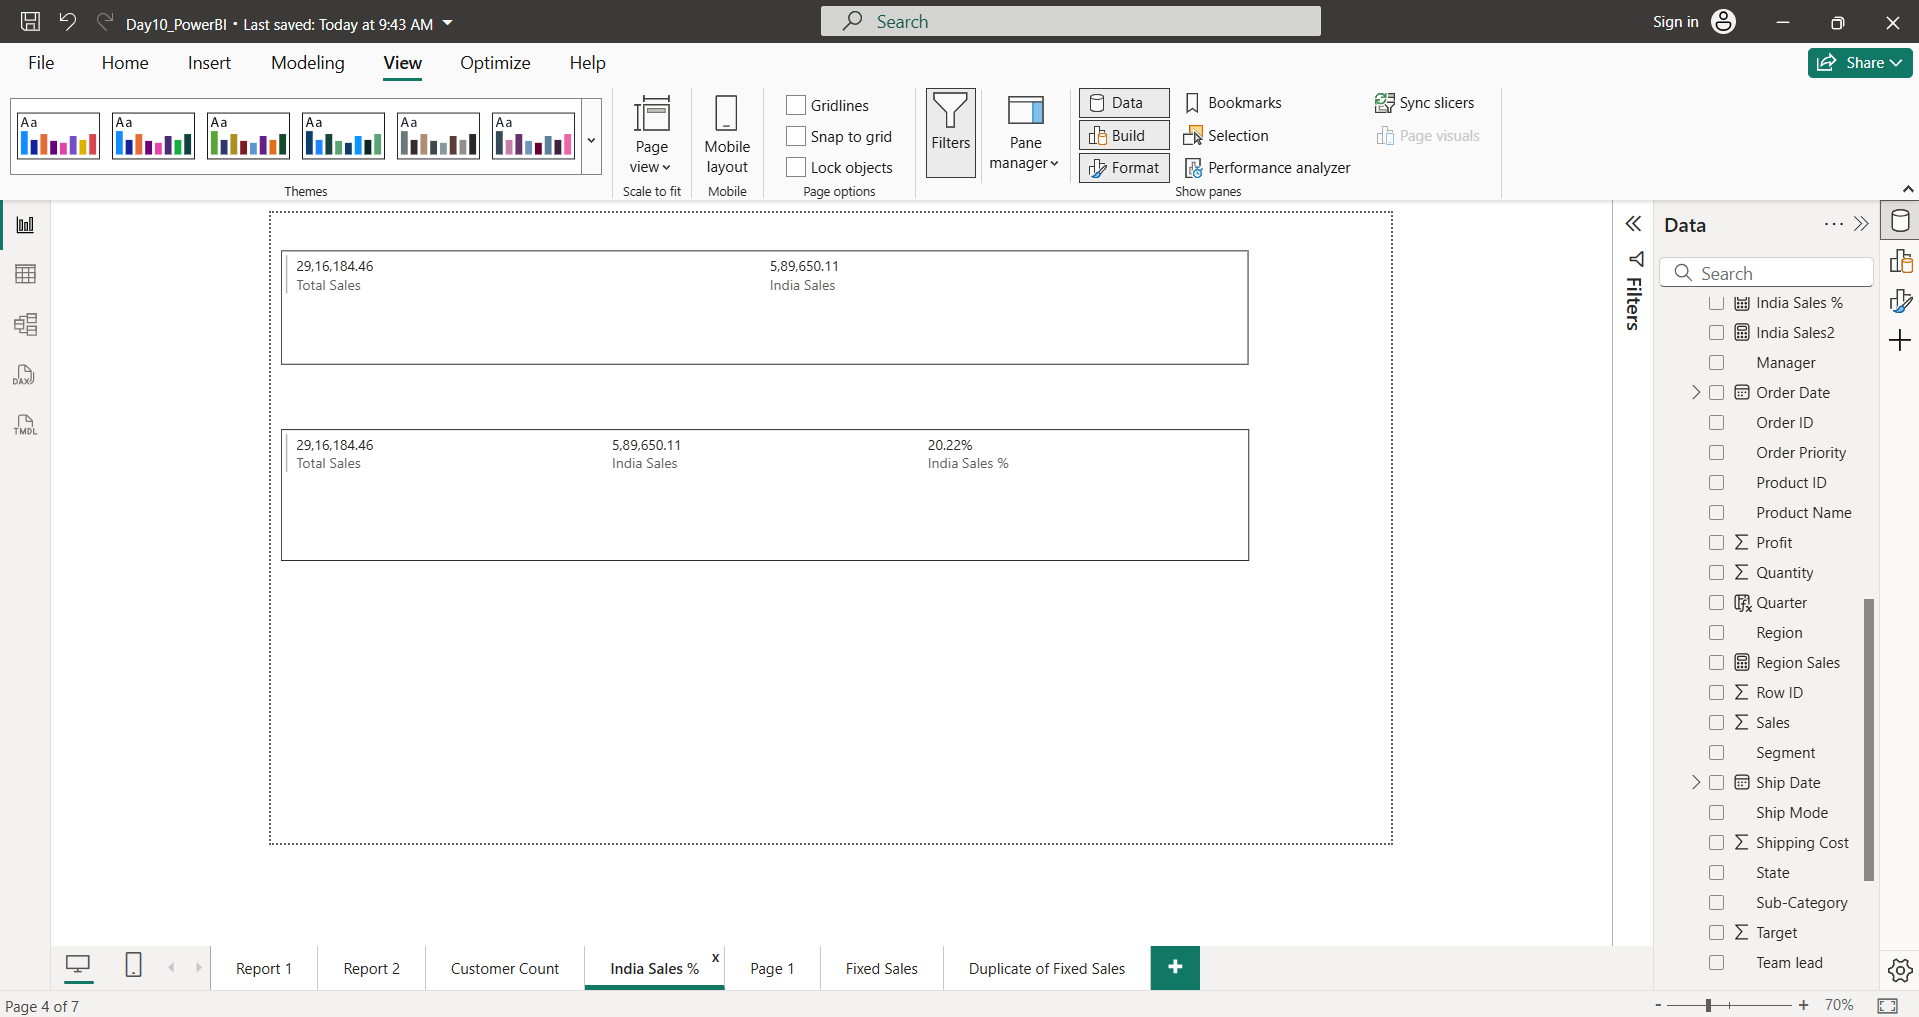 Day10_PowerBI • Last saved: Today at 9:43 AM
Search
Sign in
File Home Insert Modeling View Optimize Help
Share
Aa Aa Aa Aa Aa Aa
Themes
Page view
Scale to fit
Mobile layout
Mobile
Gridlines
Snap to grid
Lock objects
Page options
Filters
Pane manager
Data
Build
Format
Bookmarks
Selection
Performance analyzer
Sync slicers
Page visuals
Show panes
DAX
TMDL
29,16,184.46 5,89,650.11
Total Sales India Sales
29,16,184.46 5,89,650.11 20.22%
Total Sales India Sales India Sales %
Filters
Data
Search
India Sales %
India Sales2
Manager
Order Date
Order ID
Order Priority
Product ID
Product Name
Profit
Quantity
Quarter
Region
Region Sales
Row ID
Sales
Segment
Ship Date
Ship Mode
Shipping Cost
State
Sub-Category
Target
Team lead
Report 1 Report 2 Customer Count India Sales % x Page 1 Fixed Sales Duplicate of Fixed Sales +
Page 4 of 7
- + 70%